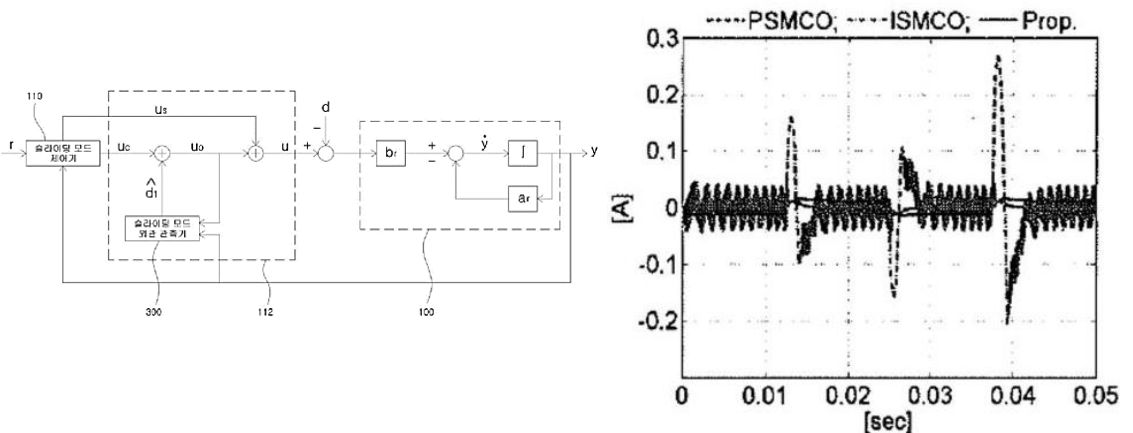 110
r
슬라이딩 모드
제어기
us
uc
uo
u
d
−
+
br
+
−
ẏ
∫
y
ar
d̂1
슬라이딩 모드
외란 관측기
300
112
100
PSMCO; ISMCO; Prop.
0.3
0.2
0.1
0
-0.1
-0.2
[A]
0 0.01 0.02 0.03 0.04 0.05
[sec]